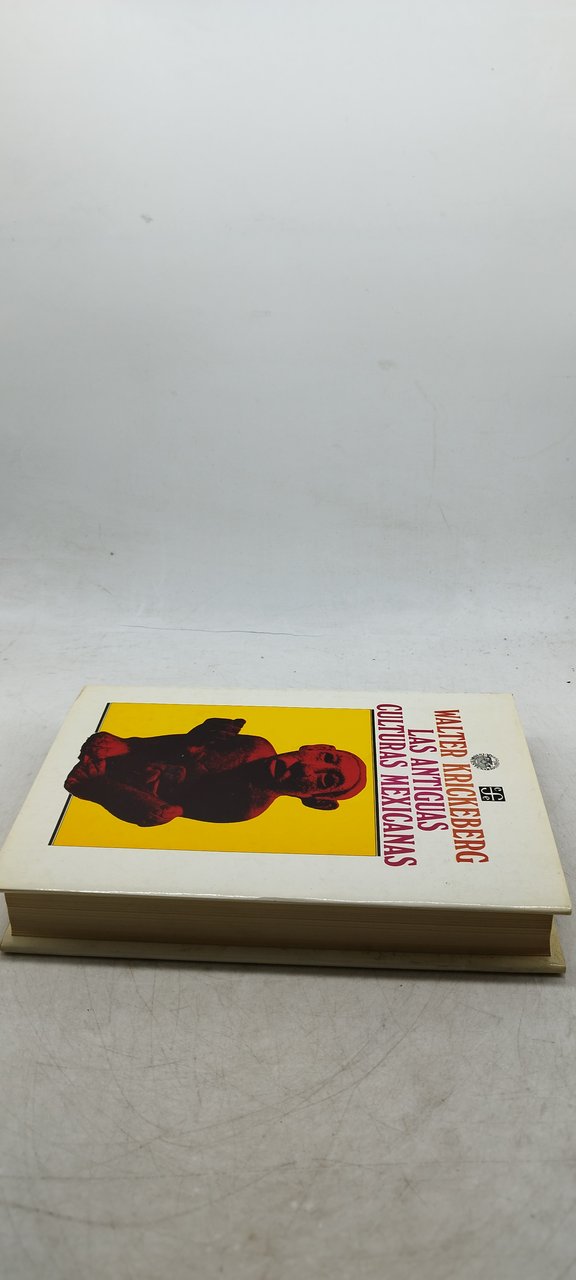 WALTER KRICKEBERG
LAS ANTIGUAS
CULTURAS MEXICANAS